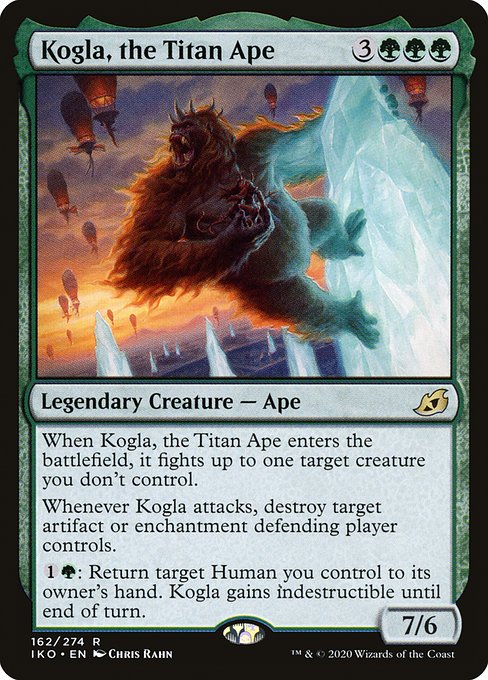 Kogla, the Titan Ape 3
Legendary Creature — Ape
When Kogla, the Titan Ape enters the
battlefield, it fights up to one target creature
you don't control.
Whenever Kogla attacks, destroy target
artifact or enchantment defending player
controls.
1 : Return target Human you control to its
owner's hand. Kogla gains indestructible until
end of turn.
7/6
162/274 R
IKO • EN Chris Rahn
™ & © 2020 Wizards of the Coast